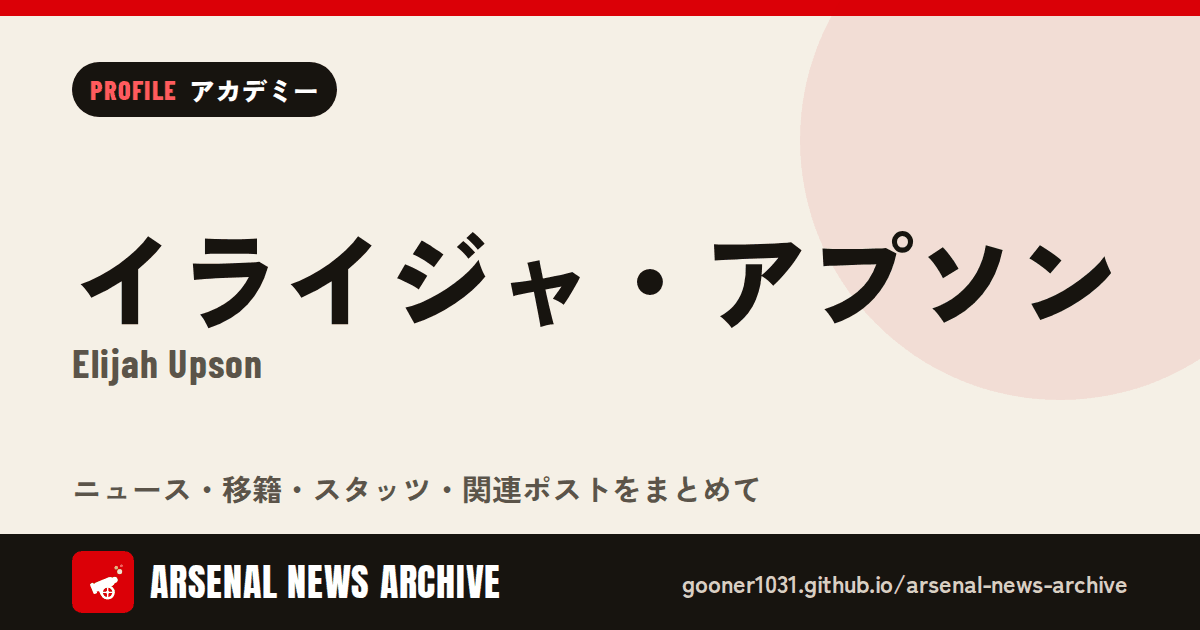 PROFILE アカデミー
イライジャ・アプソン
Elijah Upson
ニュース・移籍・スタッツ・関連ポストをまとめて
ARSENAL NEWS ARCHIVE
gooner1031.github.io/arsenal-news-archive